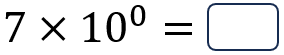 7 × 10⁰ =